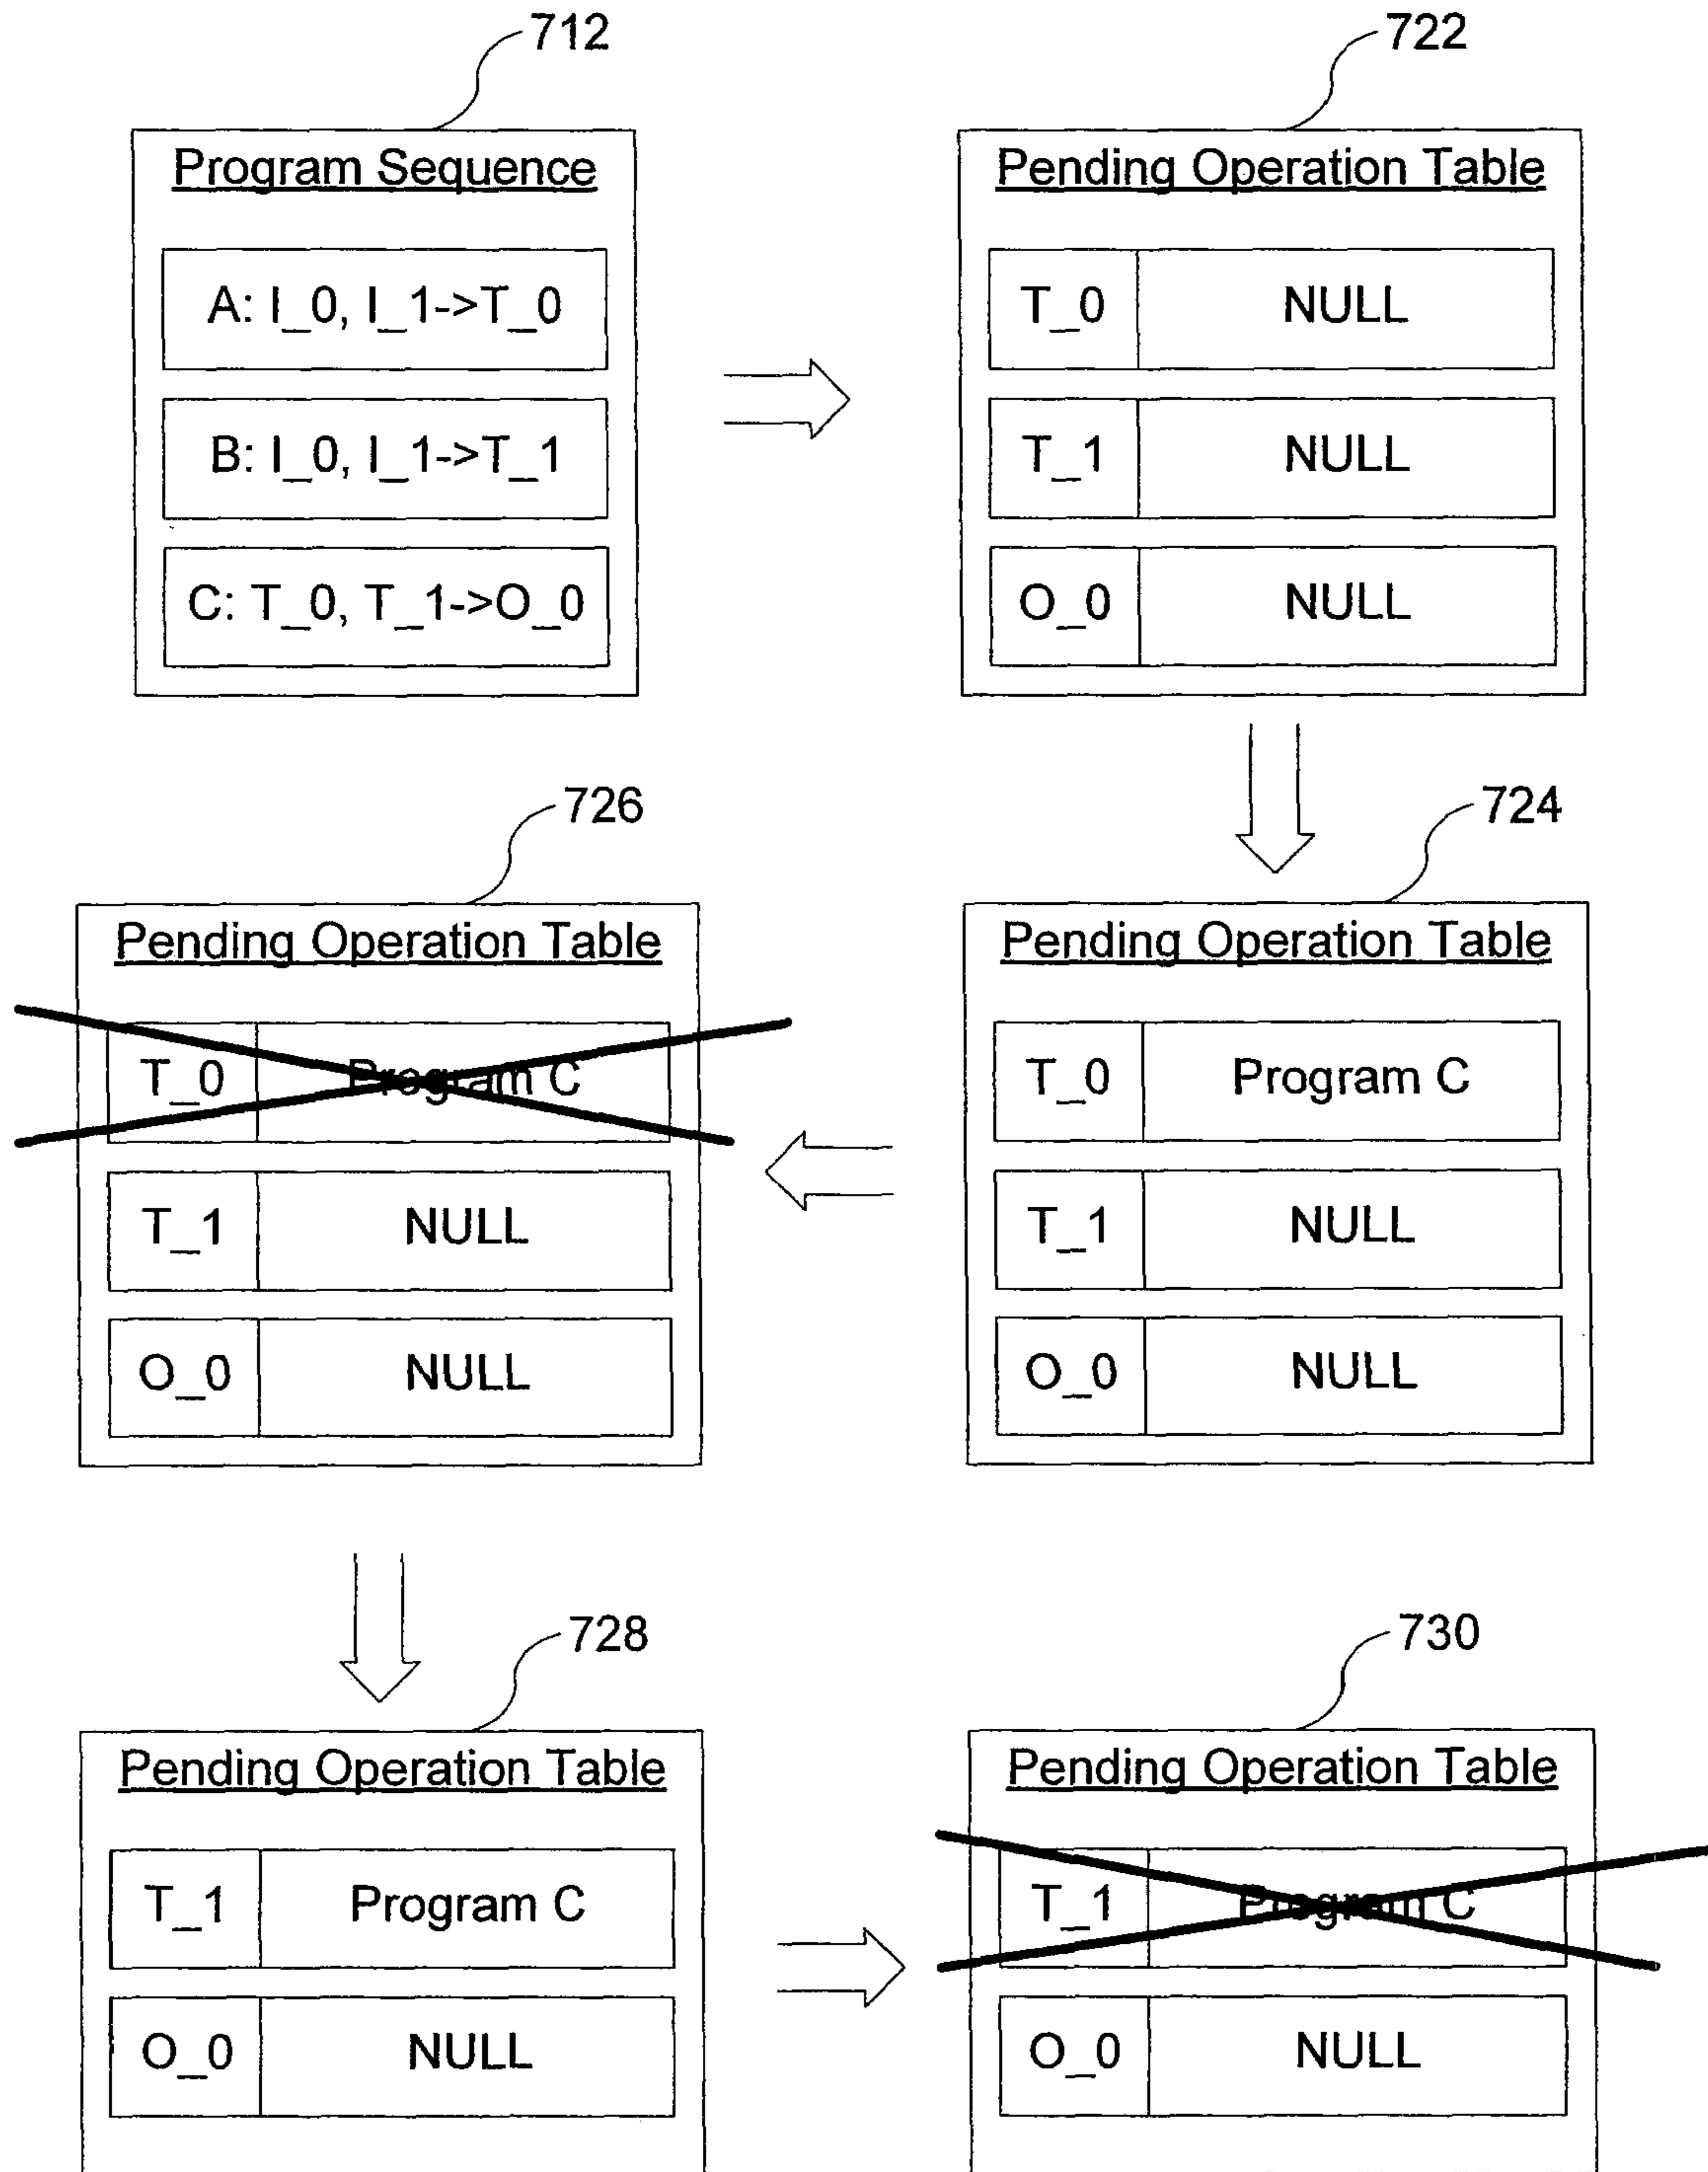 712
Program Sequence
A: I_0, I_1->T_0
B: I_0, I_1->T_1
C: T_0, T_1->O_0
722
Pending Operation Table
T_0 NULL
T_1 NULL
O_0 NULL
726
Pending Operation Table
T_0 Program C
T_1 NULL
O_0 NULL
724
Pending Operation Table
T_0 Program C
T_1 NULL
O_0 NULL
728
Pending Operation Table
T_1 Program C
O_0 NULL
730
Pending Operation Table
T_1 Program C
O_0 NULL